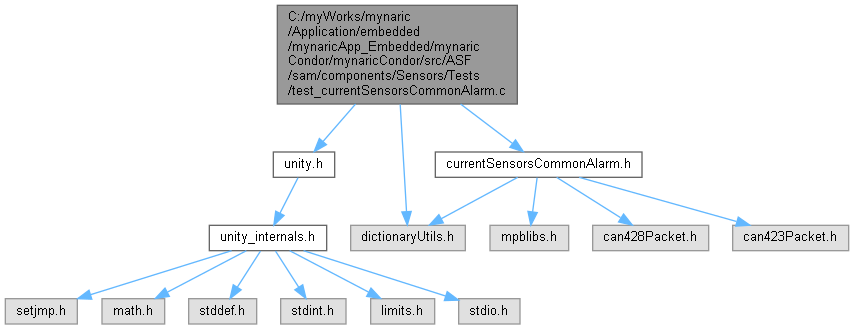 C:/myWorks/mynaric
/Application/embedded
/mynaricApp_Embedded/mynaric
Condor/mynaricCondor/src/ASF
/sam/components/Sensors/Tests
/test_currentSensorsCommonAlarm.c
unity.h
currentSensorsCommonAlarm.h
unity_internals.h
dictionaryUtils.h
mpblibs.h
can428Packet.h
can423Packet.h
setjmp.h
math.h
stddef.h
stdint.h
limits.h
stdio.h